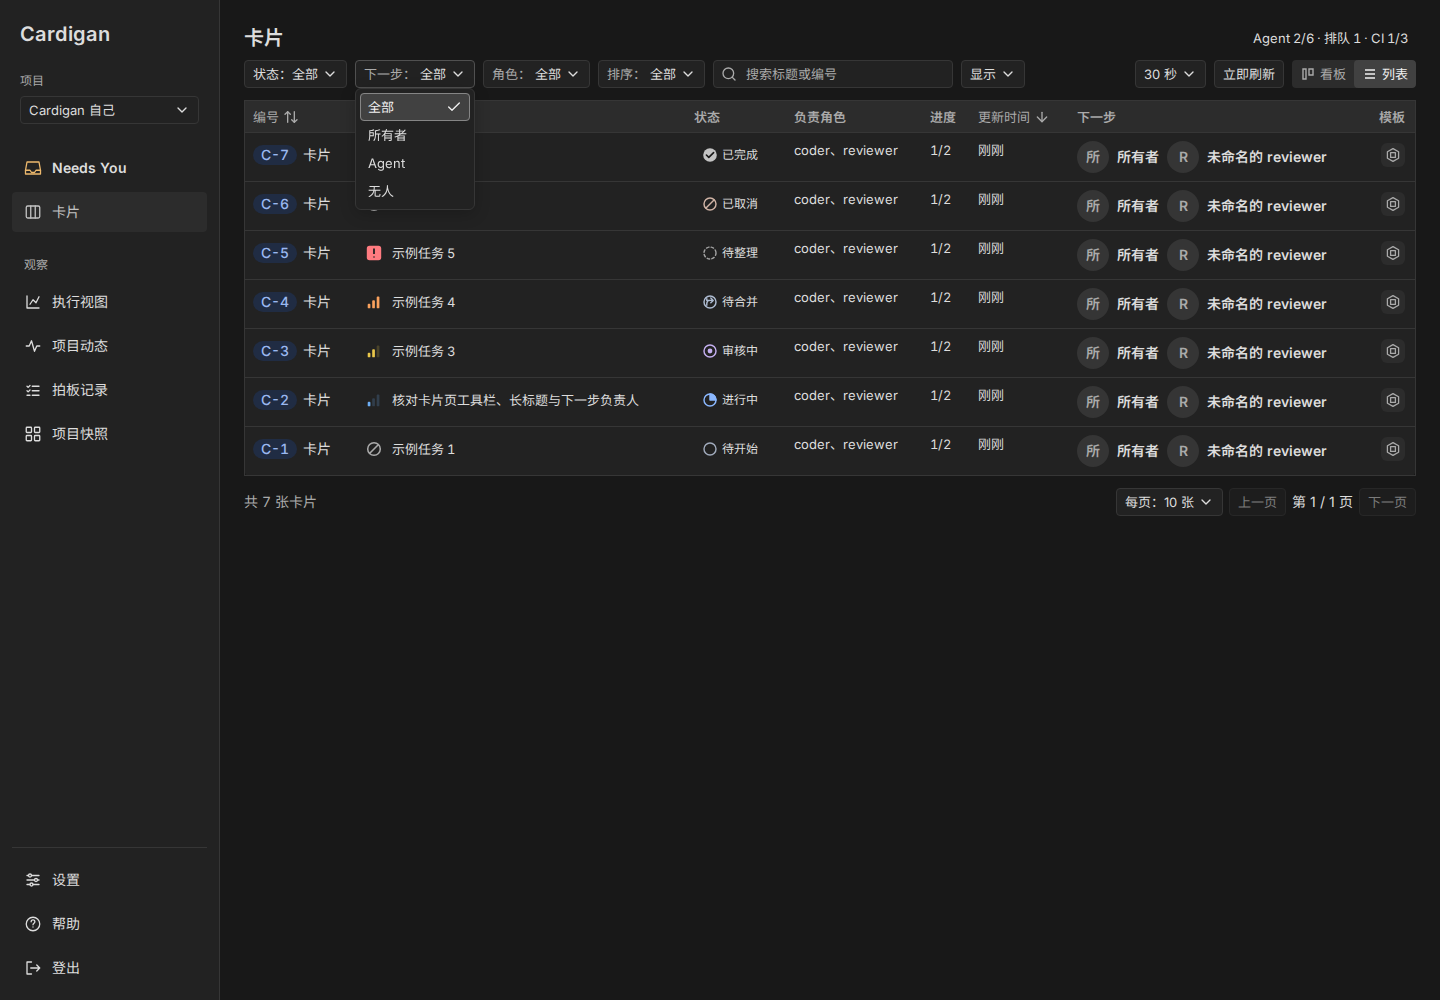 Cardigan
项目
Cardigan 自己
Needs You
卡片
观察
执行视图
项目动态
拍板记录
项目快照
设置
帮助
登出
卡片
Agent 2/6 · 排队 1 · CI 1/3
状态：全部
下一步： 全部
角色： 全部
排序： 全部
搜索标题或编号
显示
30 秒
立即刷新
看板
列表
全部
所有者
Agent
无人
编号 状态 负责角色 进度 更新时间 下一步 模板
C-7 卡片 已完成 coder、reviewer 1/2 刚刚 所 所有者 R 未命名的 reviewer
C-6 卡片 已取消 coder、reviewer 1/2 刚刚 所 所有者 R 未命名的 reviewer
C-5 卡片 示例任务 5 待整理 coder、reviewer 1/2 刚刚 所 所有者 R 未命名的 reviewer
C-4 卡片 示例任务 4 待合并 coder、reviewer 1/2 刚刚 所 所有者 R 未命名的 reviewer
C-3 卡片 示例任务 3 审核中 coder、reviewer 1/2 刚刚 所 所有者 R 未命名的 reviewer
C-2 卡片 核对卡片页工具栏、长标题与下一步负责人 进行中 coder、reviewer 1/2 刚刚 所 所有者 R 未命名的 reviewer
C-1 卡片 示例任务 1 待开始 coder、reviewer 1/2 刚刚 所 所有者 R 未命名的 reviewer
共 7 张卡片
每页：10 张
上一页
第 1 / 1 页
下一页